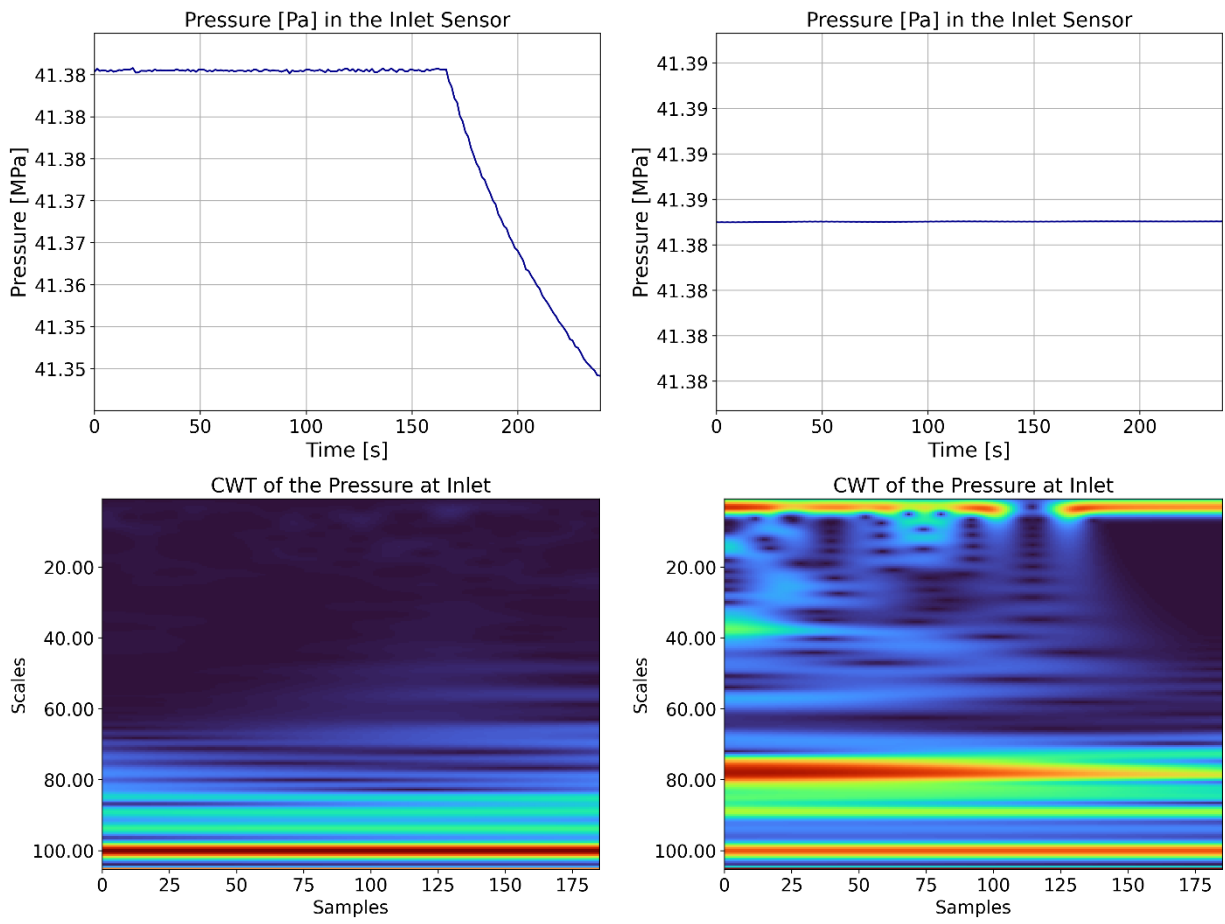 Pressure [Pa] in the Inlet Sensor
Pressure [MPa]
41.38
41.38
41.38
41.37
41.37
41.36
41.35
41.35
0 50 100 150 200
Time [s]
Pressure [Pa] in the Inlet Sensor
Pressure [MPa]
41.39
41.39
41.39
41.39
41.38
41.38
41.38
41.38
0 50 100 150 200
Time [s]
CWT of the Pressure at Inlet
Scales
20.00
40.00
60.00
80.00
100.00
0 25 50 75 100 125 150 175
Samples
CWT of the Pressure at Inlet
Scales
20.00
40.00
60.00
80.00
100.00
0 25 50 75 100 125 150 175
Samples